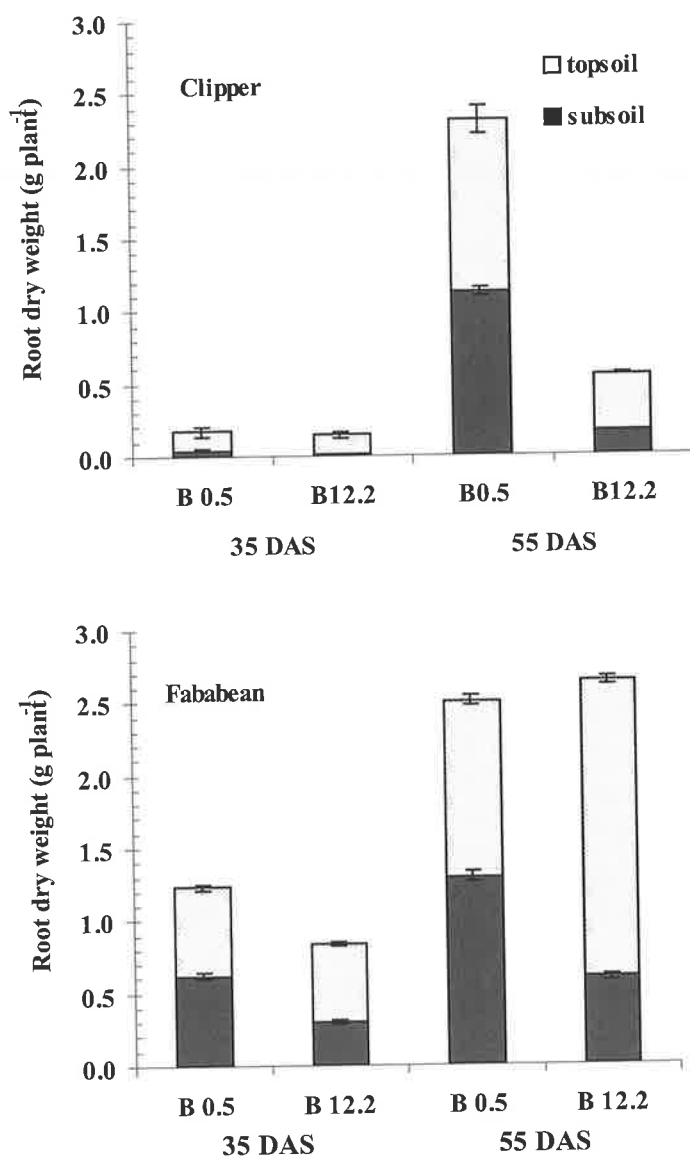 3.0
Clipper
topsoil
subsoil
2.5
2.0
1.5
1.0
0.5
0.0
Root dry weight (g plant-1)
B 0.5 B12.2 B0.5 B12.2
35 DAS 55 DAS
3.0
Fababean
2.5
2.0
1.5
1.0
0.5
0.0
Root dry weight (g plant-1)
B 0.5 B 12.2 B 0.5 B 12.2
35 DAS 55 DAS